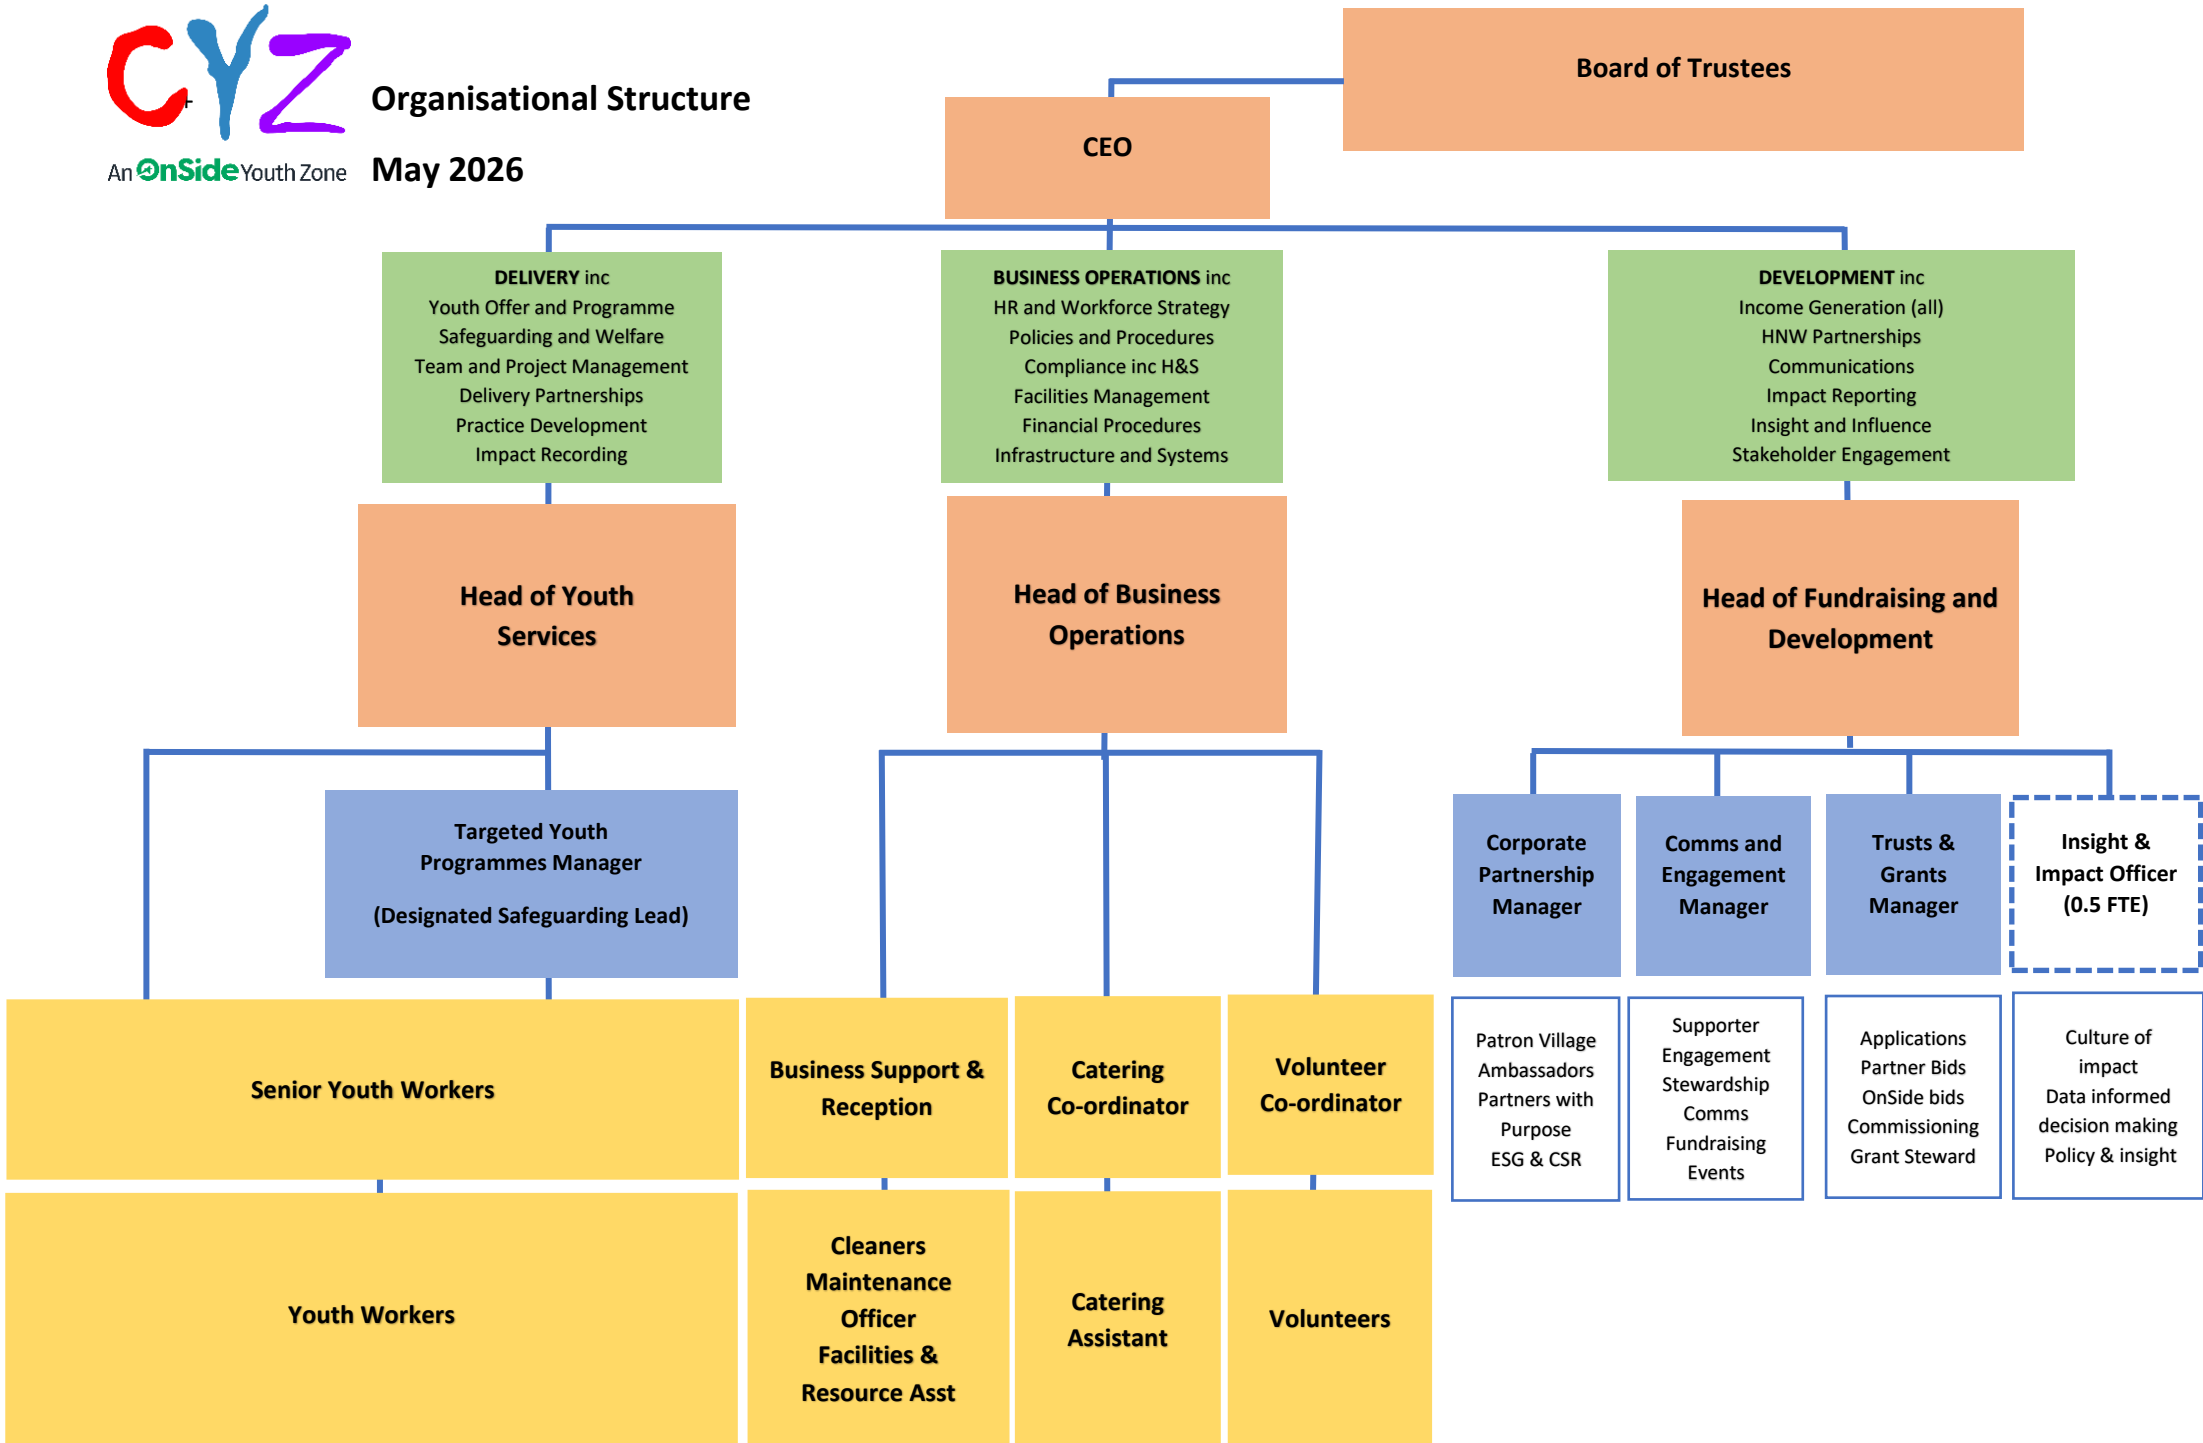 CYZ
+
An OnSide Youth Zone
Organisational Structure
May 2026
Board of Trustees
CEO
DELIVERY inc
Youth Offer and Programme
Safeguarding and Welfare
Team and Project Management
Delivery Partnerships
Practice Development
Impact Recording
BUSINESS OPERATIONS inc
HR and Workforce Strategy
Policies and Procedures
Compliance inc H&S
Facilities Management
Financial Procedures
Infrastructure and Systems
DEVELOPMENT inc
Income Generation (all)
HNW Partnerships
Communications
Impact Reporting
Insight and Influence
Stakeholder Engagement
Head of Youth
Services
Head of Business
Operations
Head of Fundraising and
Development
Targeted Youth
Programmes Manager
(Designated Safeguarding Lead)
Corporate
Partnership
Manager
Comms and
Engagement
Manager
Trusts &
Grants
Manager
Insight &
Impact Officer
(0.5 FTE)
Senior Youth Workers
Business Support &
Reception
Catering
Co-ordinator
Volunteer
Co-ordinator
Patron Village
Ambassadors
Partners with
Purpose
ESG & CSR
Supporter
Engagement
Stewardship
Comms
Fundraising
Events
Applications
Partner Bids
OnSide bids
Commissioning
Grant Steward
Culture of
impact
Data informed
decision making
Policy & insight
Youth Workers
Cleaners
Maintenance
Officer
Facilities &
Resource Asst
Catering
Assistant
Volunteers